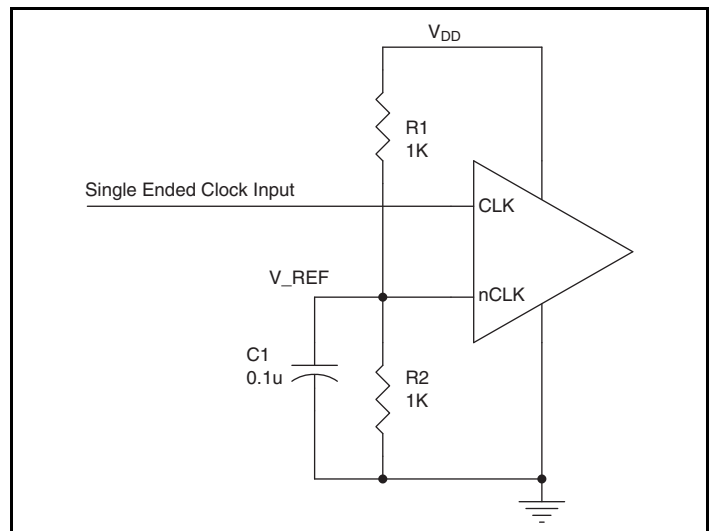 VDD
R1
1K
Single Ended Clock Input
CLK
V_REF
nCLK
C1
0.1u
R2
1K